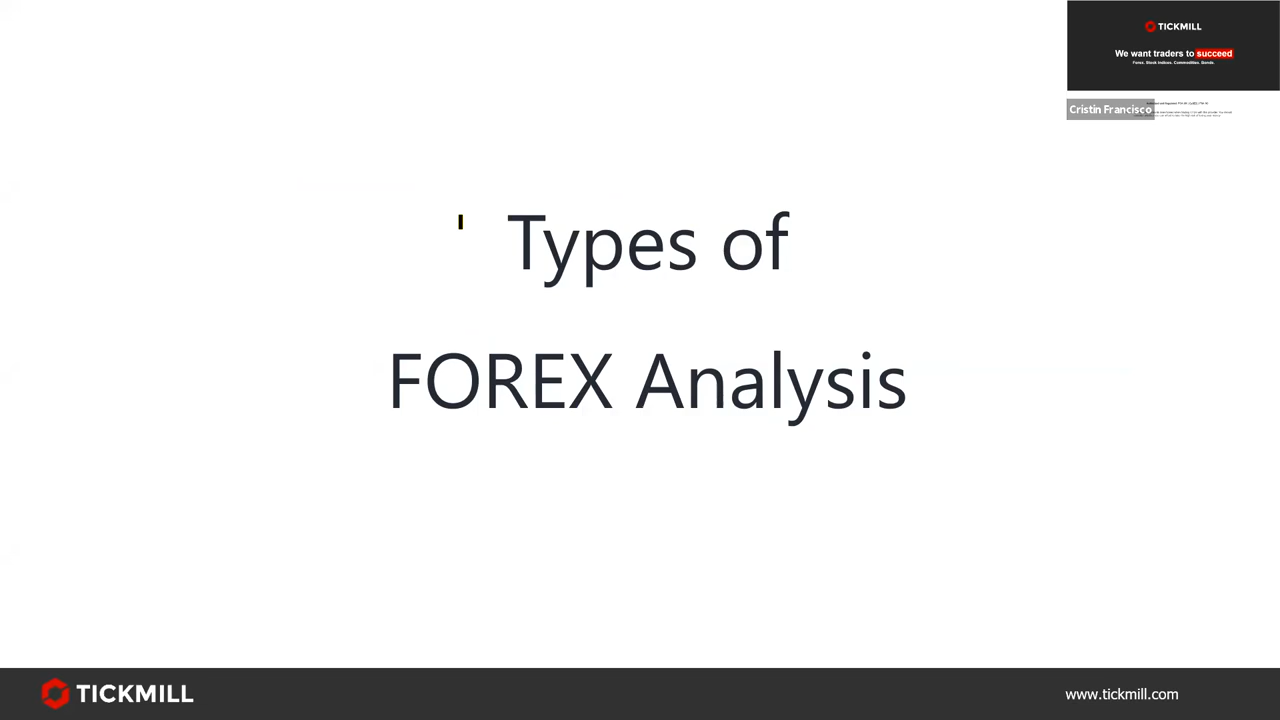 TICKMILL
We want traders to succeed
Forex. Stock Indices. Commodities. Bonds.
Cristin Francisco
Types of
FOREX Analysis
TICKMILL
www.tickmill.com